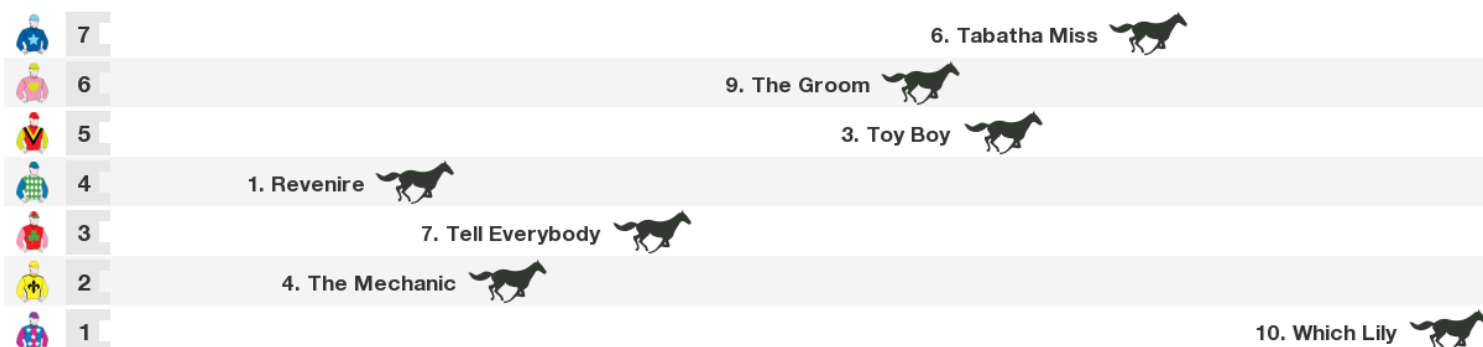 7 6. Tabatha Miss
6 9. The Groom
5 3. Toy Boy
4 1. Revenire
3 7. Tell Everybody
2 4. The Mechanic
1 10. Which Lily